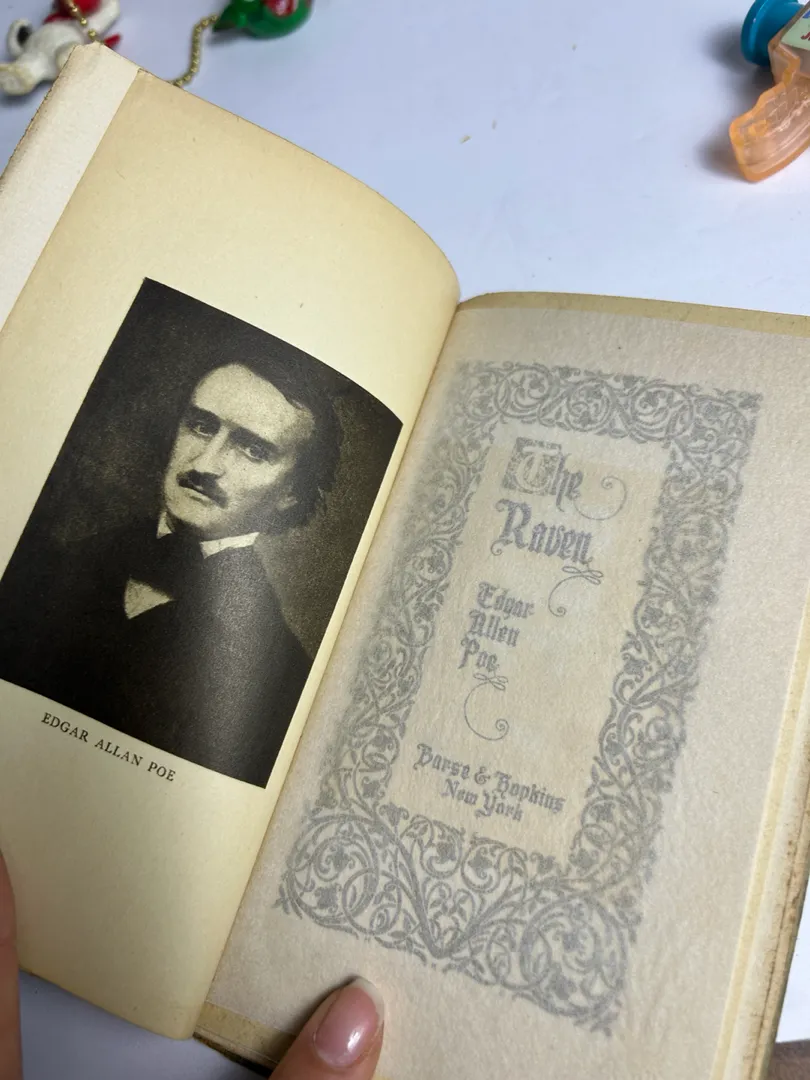 EDGAR ALLAN POE
The
Raven
Edgar
Allen
Poe
Barse & Hopkins
New York